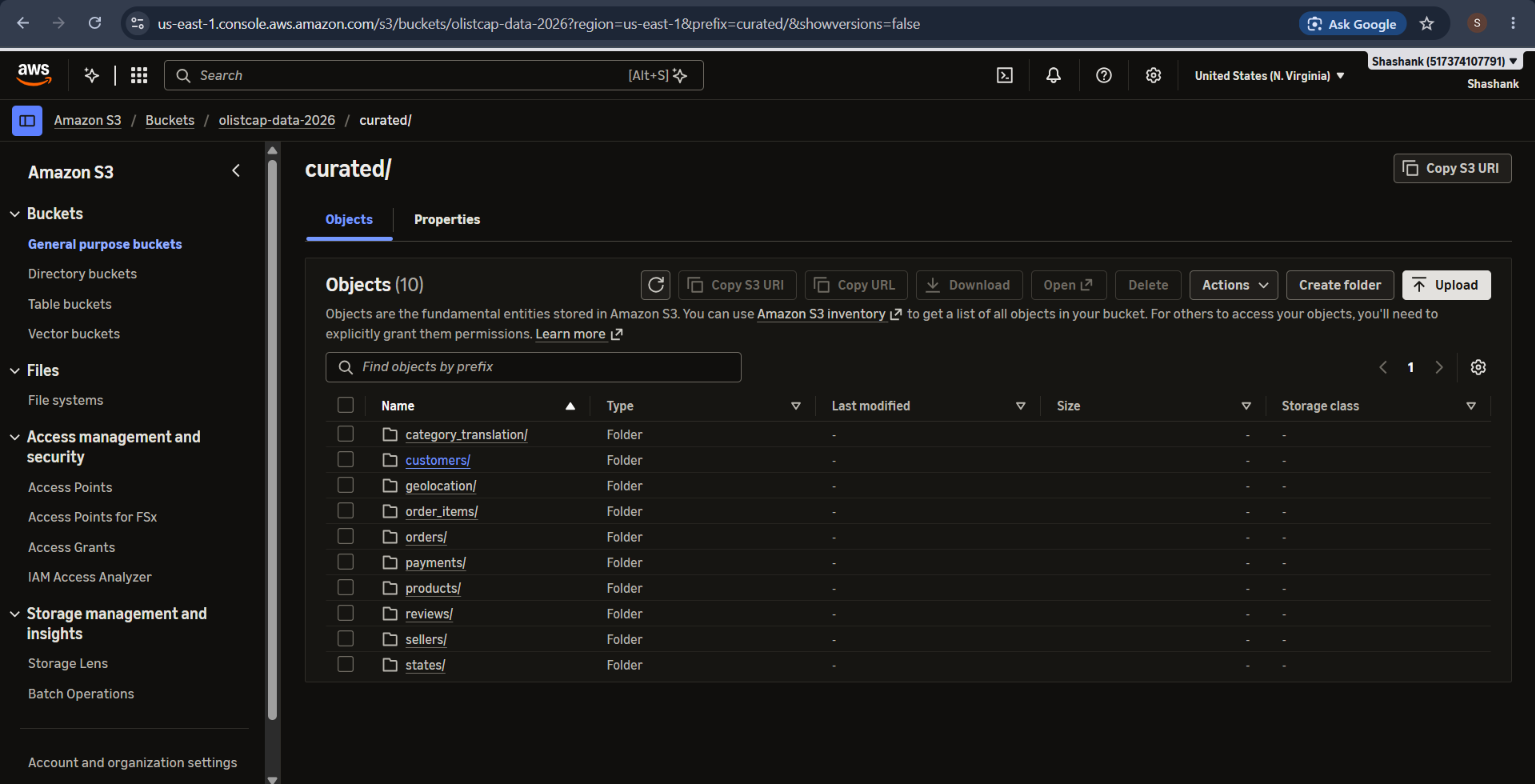 us-east-1.console.aws.amazon.com/s3/buckets/olistcap-data-2026?region=us-east-1&prefix=curated/&showversions=false
Ask Google
S
aws
Search
[Alt+S]
United States (N. Virginia) ▼
Shashank (517374107791) ▼
Shashank
Amazon S3 / Buckets / olistcap-data-2026 / curated/
Amazon S3
Buckets
General purpose buckets
Directory buckets
Table buckets
Vector buckets
Files
File systems
Access management and
security
Access Points
Access Points for FSx
Access Grants
IAM Access Analyzer
Storage management and
insights
Storage Lens
Batch Operations
Account and organization settings
curated/
Copy S3 URI
Objects
Properties
Objects (10)
Copy S3 URI
Copy URL
Download
Open
Delete
Actions
Create folder
Upload
Objects are the fundamental entities stored in Amazon S3. You can use Amazon S3 inventory to get a list of all objects in your bucket. For others to access your objects, you'll need to
explicitly grant them permissions. Learn more
Find objects by prefix
1
Name Type Last modified Size Storage class
category_translation/ Folder - - -
customers/ Folder - - -
geolocation/ Folder - - -
order_items/ Folder - - -
orders/ Folder - - -
payments/ Folder - - -
products/ Folder - - -
reviews/ Folder - - -
sellers/ Folder - - -
states/ Folder - - -